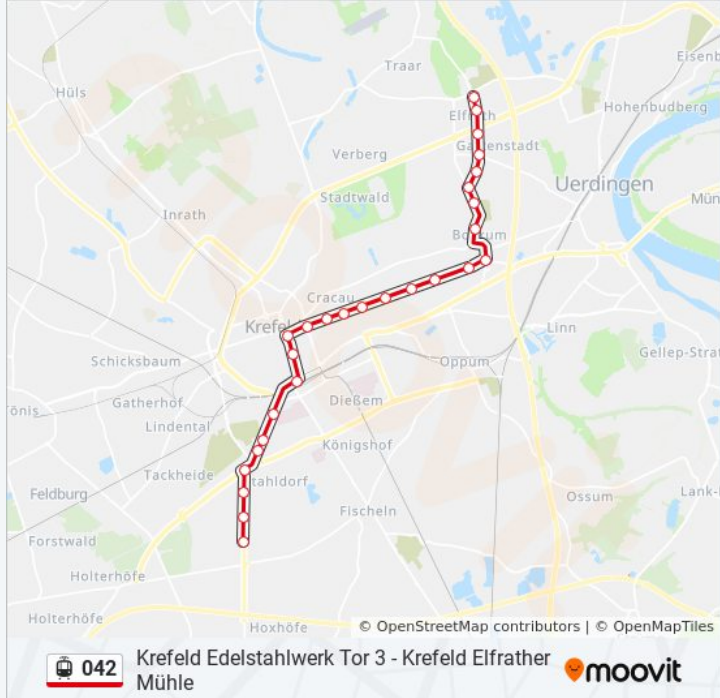 Traar
Eisenb
Hüls
Elfrath
Hohenbudberg
Gartenstadt
Verberg
Uerdingen
Stadtwald
Mün
Inrath
Bockum
Cracau
Krefeld
Linn
Schicksbaum
Oppum
Gellep-Strat
Gatherhof
Dießem
önis
Lindental
Königshof
Tackheide
Stahldorf
Feldburg
Ossum
Lank-
Fischeln
Forstwald
Holterhöfe
Holterhöfe
Hoxhöfe
© OpenStreetMap contributors | © OpenMapTiles
042 Krefeld Edelstahlwerk Tor 3 - Krefeld Elfrather
Mühle
moovit